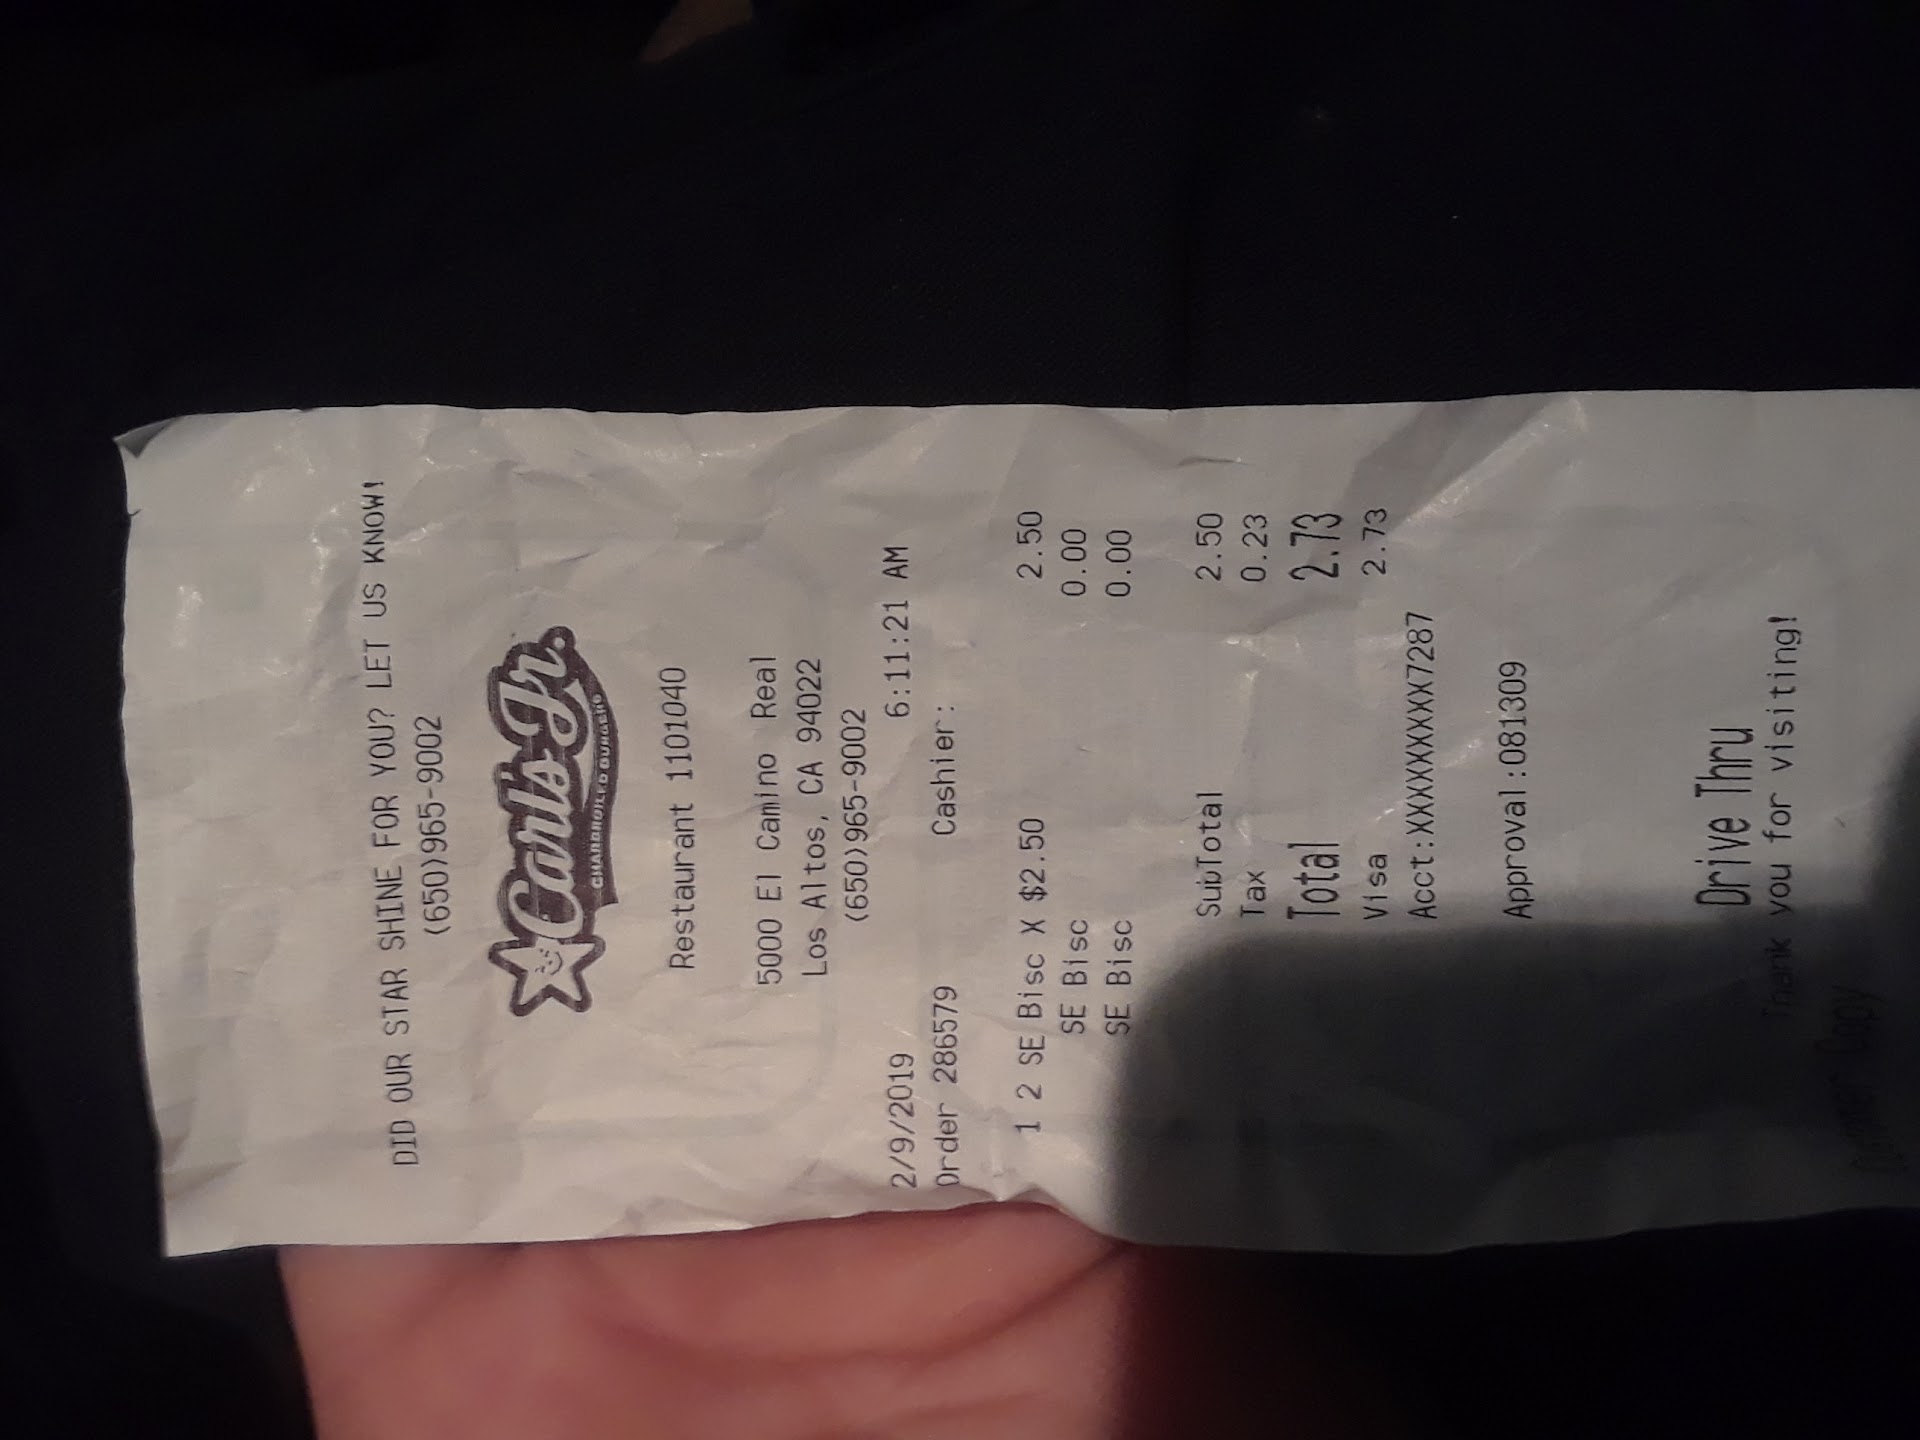 DID OUR STAR SHINE FOR YOU? LET US KNOW!
(650)965-9002
Carl's Jr.
CHARBROILED BURGERS
Restaurant 1101040
5000 El Camino Real
Los Altos, CA 94022
(650)965-9002
2/9/2019 6:11:21 AM
Order 286579 Cashier:
1 2 SE Bisc X $2.50 2.50
SE Bisc 0.00
SE Bisc 0.00
SubTotal 2.50
Tax 0.23
Total 2.73
Visa 2.73
Acct:XXXXXXXXXXXX7287
Approval:081309
Drive Thru
Thank you for visiting!
Customer Copy